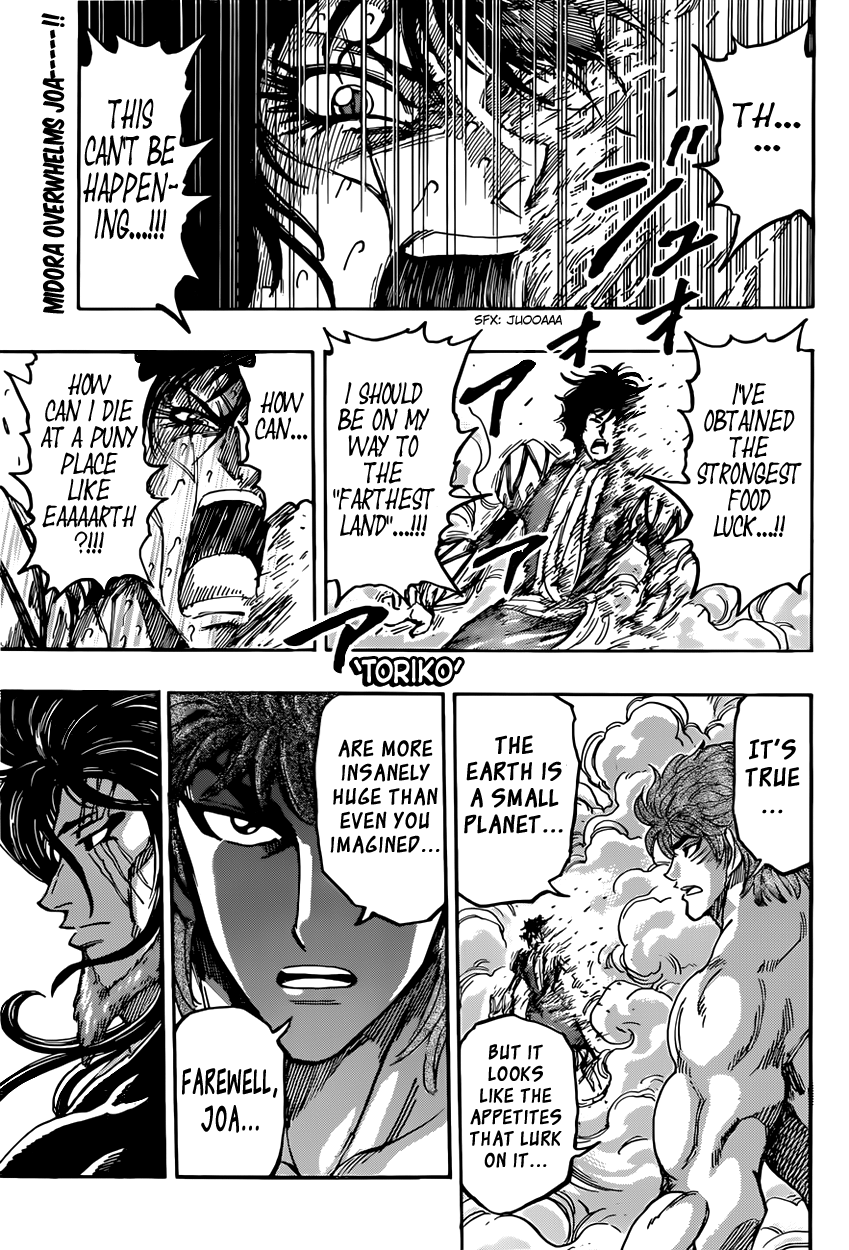 TH...
...
THIS
CAN'T BE
HAPPEN-
ING...!!!
MIDORA OVERWHELMS JOA-----!!
ジュオオアアア
SFX: JUOOAAA
I'VE
OBTAINED
THE
STRONGEST
FOOD
LUCK...!!
I SHOULD
BE ON MY
WAY TO
THE
"FARTHEST
LAND"...!!!
HOW
CAN...
HOW
CAN I DIE
AT A PUNY
PLACE
LIKE
EAAAARTH
?!!!
'TORIKO'
IT'S
TRUE
...
THE
EARTH IS
A SMALL
PLANET...
BUT IT
LOOKS
LIKE THE
APPETITES
THAT LURK
ON IT...
ARE MORE
INSANELY
HUGE THAN
EVEN YOU
IMAGINED...
FAREWELL,
JOA...